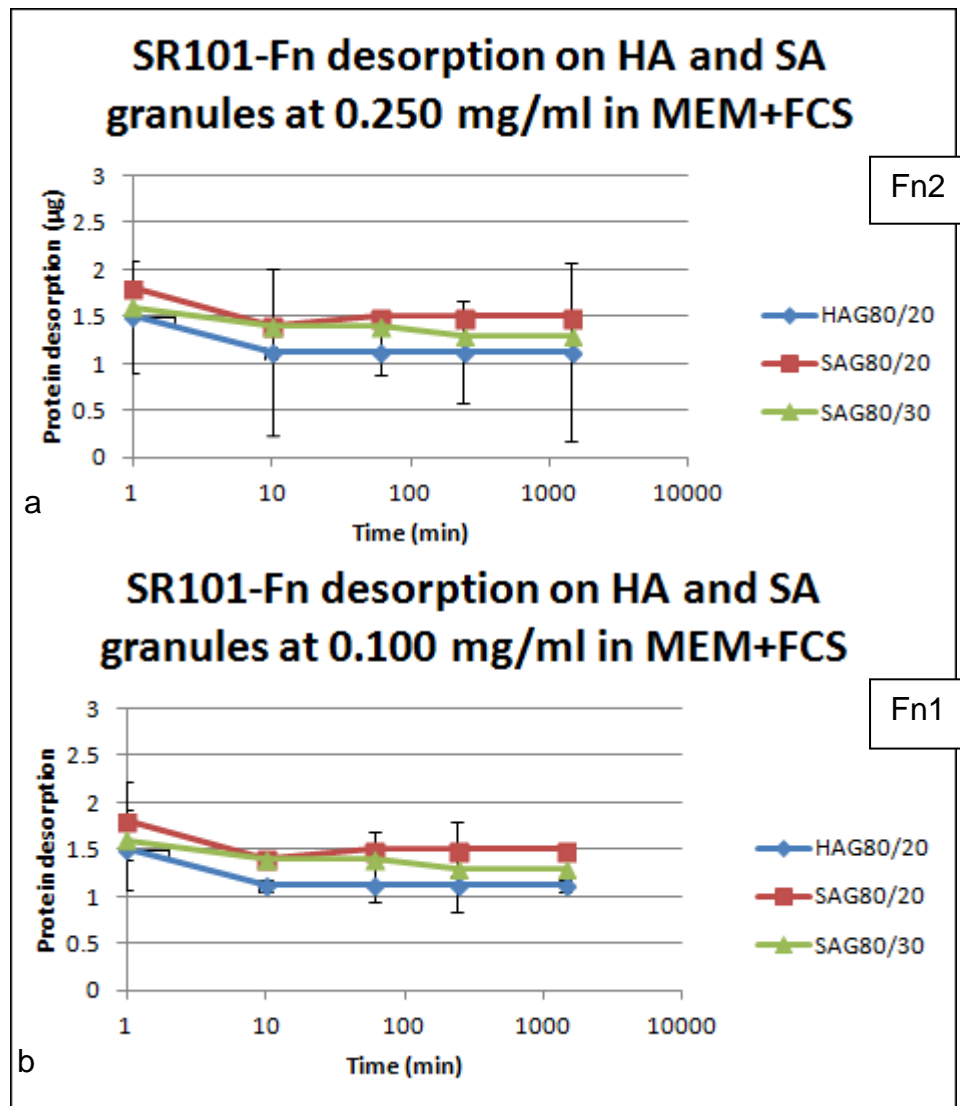 SR101-Fn desorption on HA and SA
granules at 0.250 mg/ml in MEM+FCS
Fn2
Protein desorption (µg)
3
2.5
2
1.5
1
0.5
0
1 10 100 1000 10000
Time (min)
HAG80/20
SAG80/20
SAG80/30
a
SR101-Fn desorption on HA and SA
granules at 0.100 mg/ml in MEM+FCS
Fn1
Protein desorption
3
2.5
2
1.5
1
0.5
0
1 10 100 1000 10000
Time (min)
HAG80/20
SAG80/20
SAG80/30
b